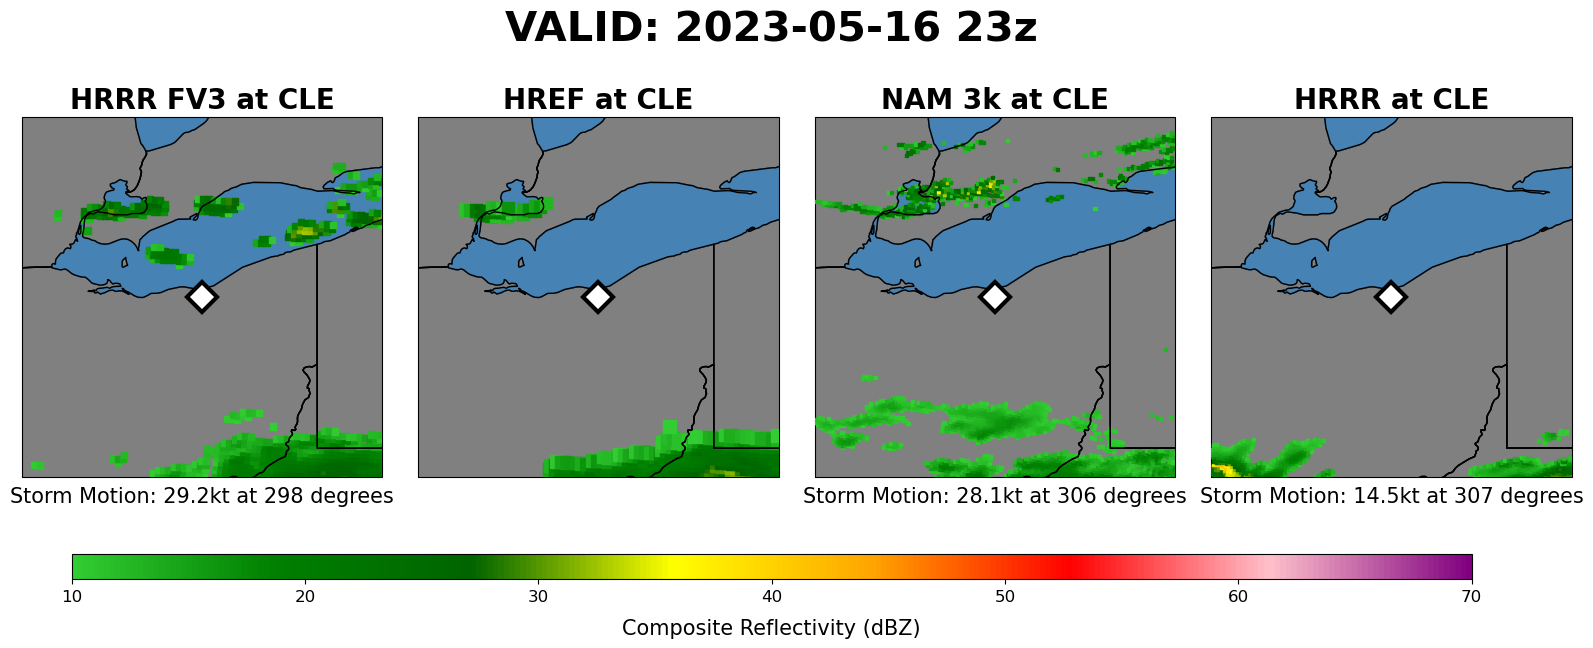 VALID: 2023-05-16 23z
HRRR FV3 at CLE
HREF at CLE
NAM 3k at CLE
HRRR at CLE
Storm Motion: 29.2kt at 298 degrees
Storm Motion: 28.1kt at 306 degrees
Storm Motion: 14.5kt at 307 degrees
10 20 30 40 50 60 70
Composite Reflectivity (dBZ)